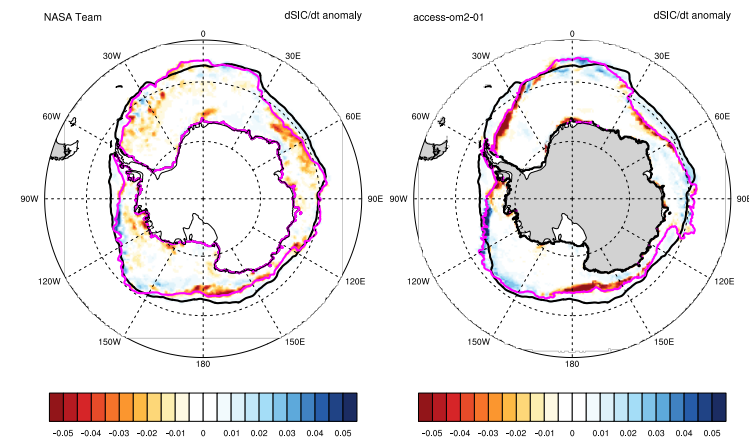 NASA Team dSIC/dt anomaly
0
30W 30E
60W 60E
90W 90E
120W 120E
150W 150E
180
−0.05 −0.04 −0.03 −0.02 −0.01 0 0.01 0.02 0.03 0.04 0.05
access-om2-01 dSIC/dt anomaly
0
30W 30E
60W 60E
90W 90E
120W 120E
150W 150E
180
−0.05 −0.04 −0.03 −0.02 −0.01 0 0.01 0.02 0.03 0.04 0.05